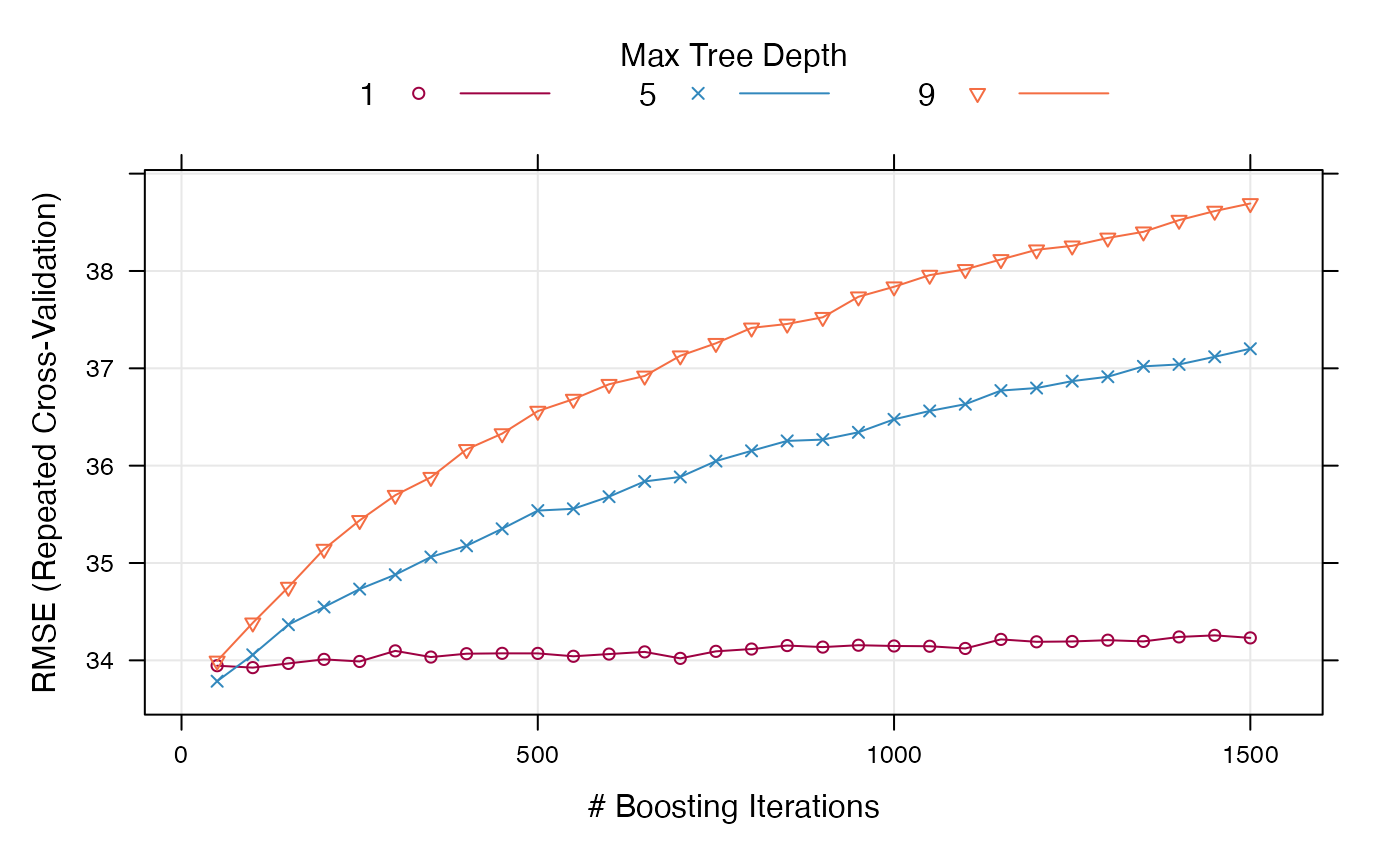 Max Tree Depth
1 5 9
RMSE (Repeated Cross-Validation)
38
37
36
35
34
0 500 1000 1500
# Boosting Iterations